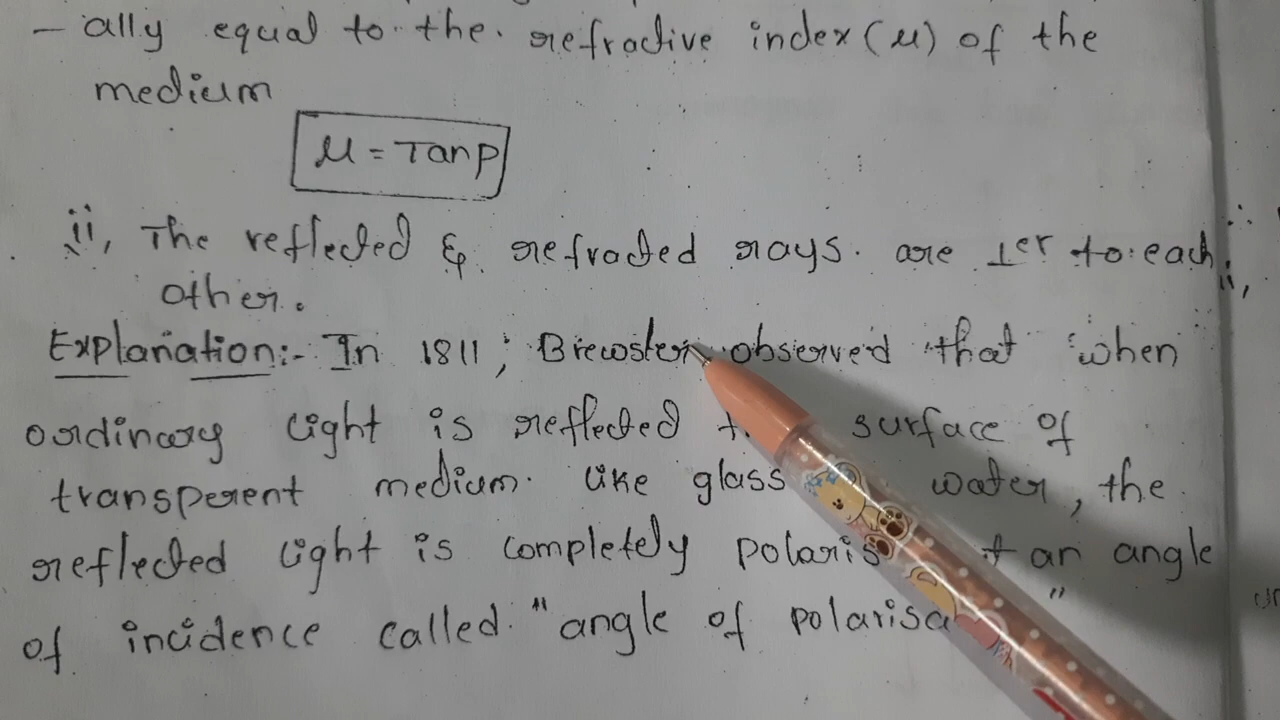 - ally equal to the refractive index (μ) of the
medium
μ = Tan P
ii, The reflected & refracted rays. are ⊥er to each
other.
Explanation:- In 1811, Brewster observed that when
ordinary light is reflected surface of
transperent medium. like glass water, the
reflected light is completely polaris an angle
of incidence called. "angle of polarisa "